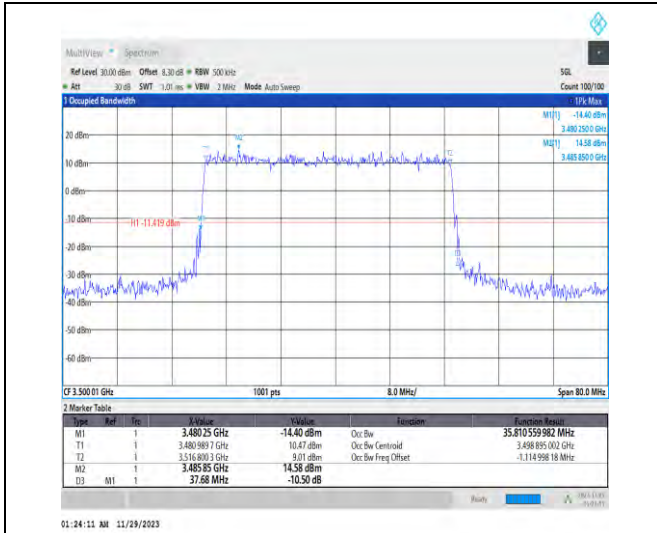 MultiView Spectrum
Ref Level 30.00 dBm Offset 8.30 dB RBW 500 kHz SGL
Att 30 dB SWT 1.01 ms VBW 2 MHz Mode Auto Sweep Count 100/100
1 Occupied Bandwidth 1Pk Max
M1[1] -14.40 dBm
3.480 250 0 GHz
M2[1] 14.58 dBm
3.485 850 0 GHz
M2
T2
20 dBm
10 dBm
0 dBm
-10 dBm
H1 -11.419 dBm
-20 dBm
-30 dBm
-40 dBm
-50 dBm
-60 dBm
CF 3.500 01 GHz 1001 pts 8.0 MHz/ Span 80.0 MHz
2 Marker Table
Type Ref Trc X-Value Y-Value Function Function Result
M1 1 3.480 25 GHz -14.40 dBm Occ Bw 35.810 559 982 MHz
T1 1 3.480 989 7 GHz 10.47 dBm Occ Bw Centroid 3.498 895 002 GHz
T2 1 3.516 800 3 GHz 9.01 dBm Occ Bw Freq Offset -1.114 998 18 MHz
M2 1 3.485 85 GHz 14.58 dBm
D3 M1 1 37.68 MHz -10.50 dB
Ready
01:24:11 AM 11/29/2023